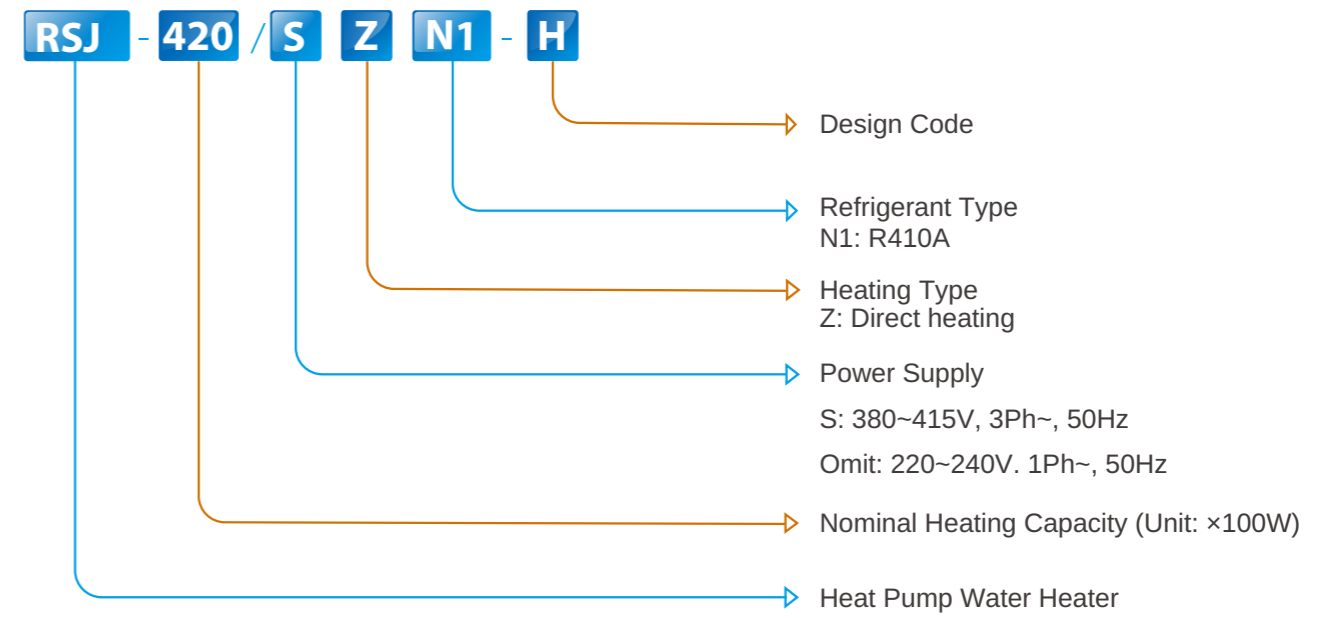 RSJ - 420 / S Z N1 - H
Design Code
Refrigerant Type
N1: R410A
Heating Type
Z: Direct heating
Power Supply
S: 380~415V, 3Ph~, 50Hz
Omit: 220~240V. 1Ph~, 50Hz
Nominal Heating Capacity (Unit: ×100W)
Heat Pump Water Heater